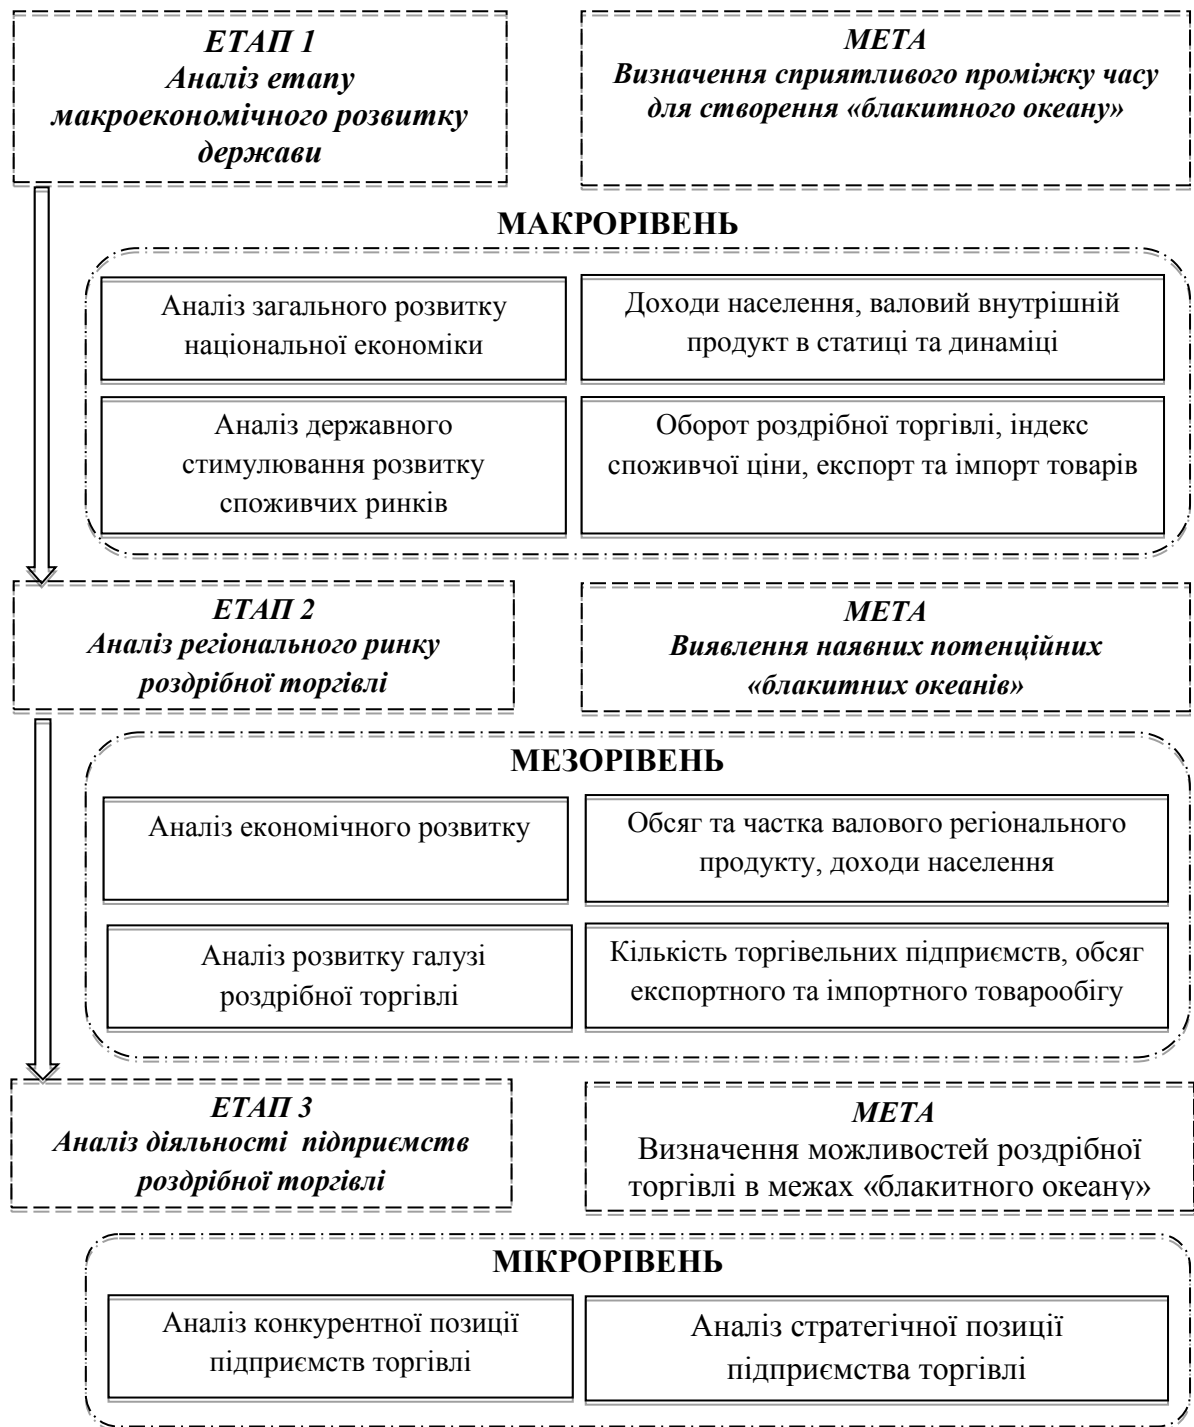 ЕТАП 1
Аналіз етапу
макроекономічного розвитку
держави
МЕТА
Визначення сприятливого проміжку часу
для створення «блакитного океану»
МАКРОРІВЕНЬ
Аналіз загального розвитку
національної економіки
Доходи населення, валовий внутрішній
продукт в статиці та динаміці
Аналіз державного
стимулювання розвитку
споживчих ринків
Оборот роздрібної торгівлі, індекс
споживчої ціни, експорт та імпорт товарів
ЕТАП 2
Аналіз регіонального ринку
роздрібної торгівлі
МЕТА
Виявлення наявних потенційних
«блакитних океанів»
МЕЗОРІВЕНЬ
Аналіз економічного розвитку
Обсяг та частка валового регіонального
продукту, доходи населення
Аналіз розвитку галузі
роздрібної торгівлі
Кількість торгівельних підприємств, обсяг
експортного та імпортного товарообігу
ЕТАП 3
Аналіз діяльності  підприємств
роздрібної торгівлі
МЕТА
Визначення можливостей роздрібної
торгівлі в межах «блакитного океану»
МІКРОРІВЕНЬ
Аналіз конкурентної позиції
підприємств торгівлі
Аналіз стратегічної позиції
підприємства торгівлі